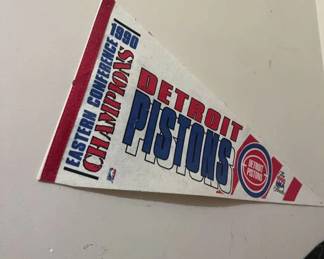 EASTERN CONFERENCE 1990
CHAMPIONS
DETROIT
PISTONS
DETROIT
PISTONS